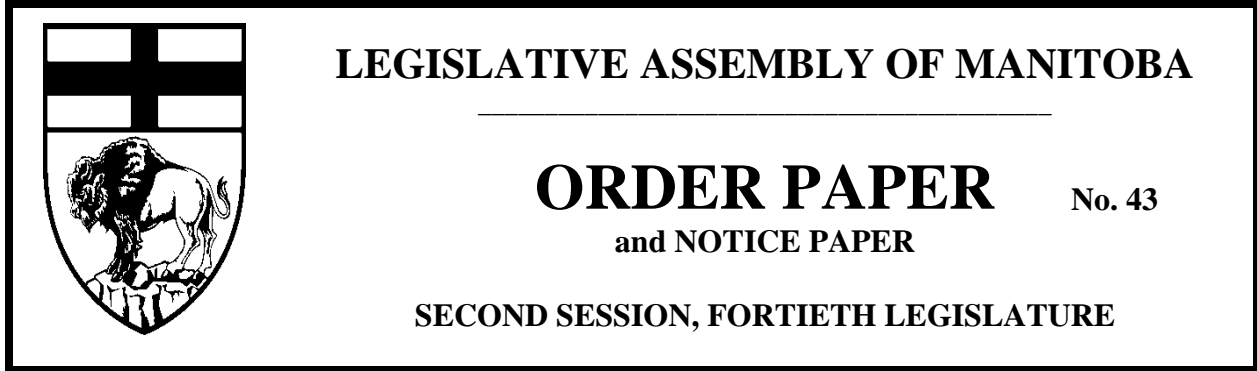 LEGISLATIVE ASSEMBLY OF MANITOBA
ORDER PAPER No. 43
and NOTICE PAPER
SECOND SESSION, FORTIETH LEGISLATURE